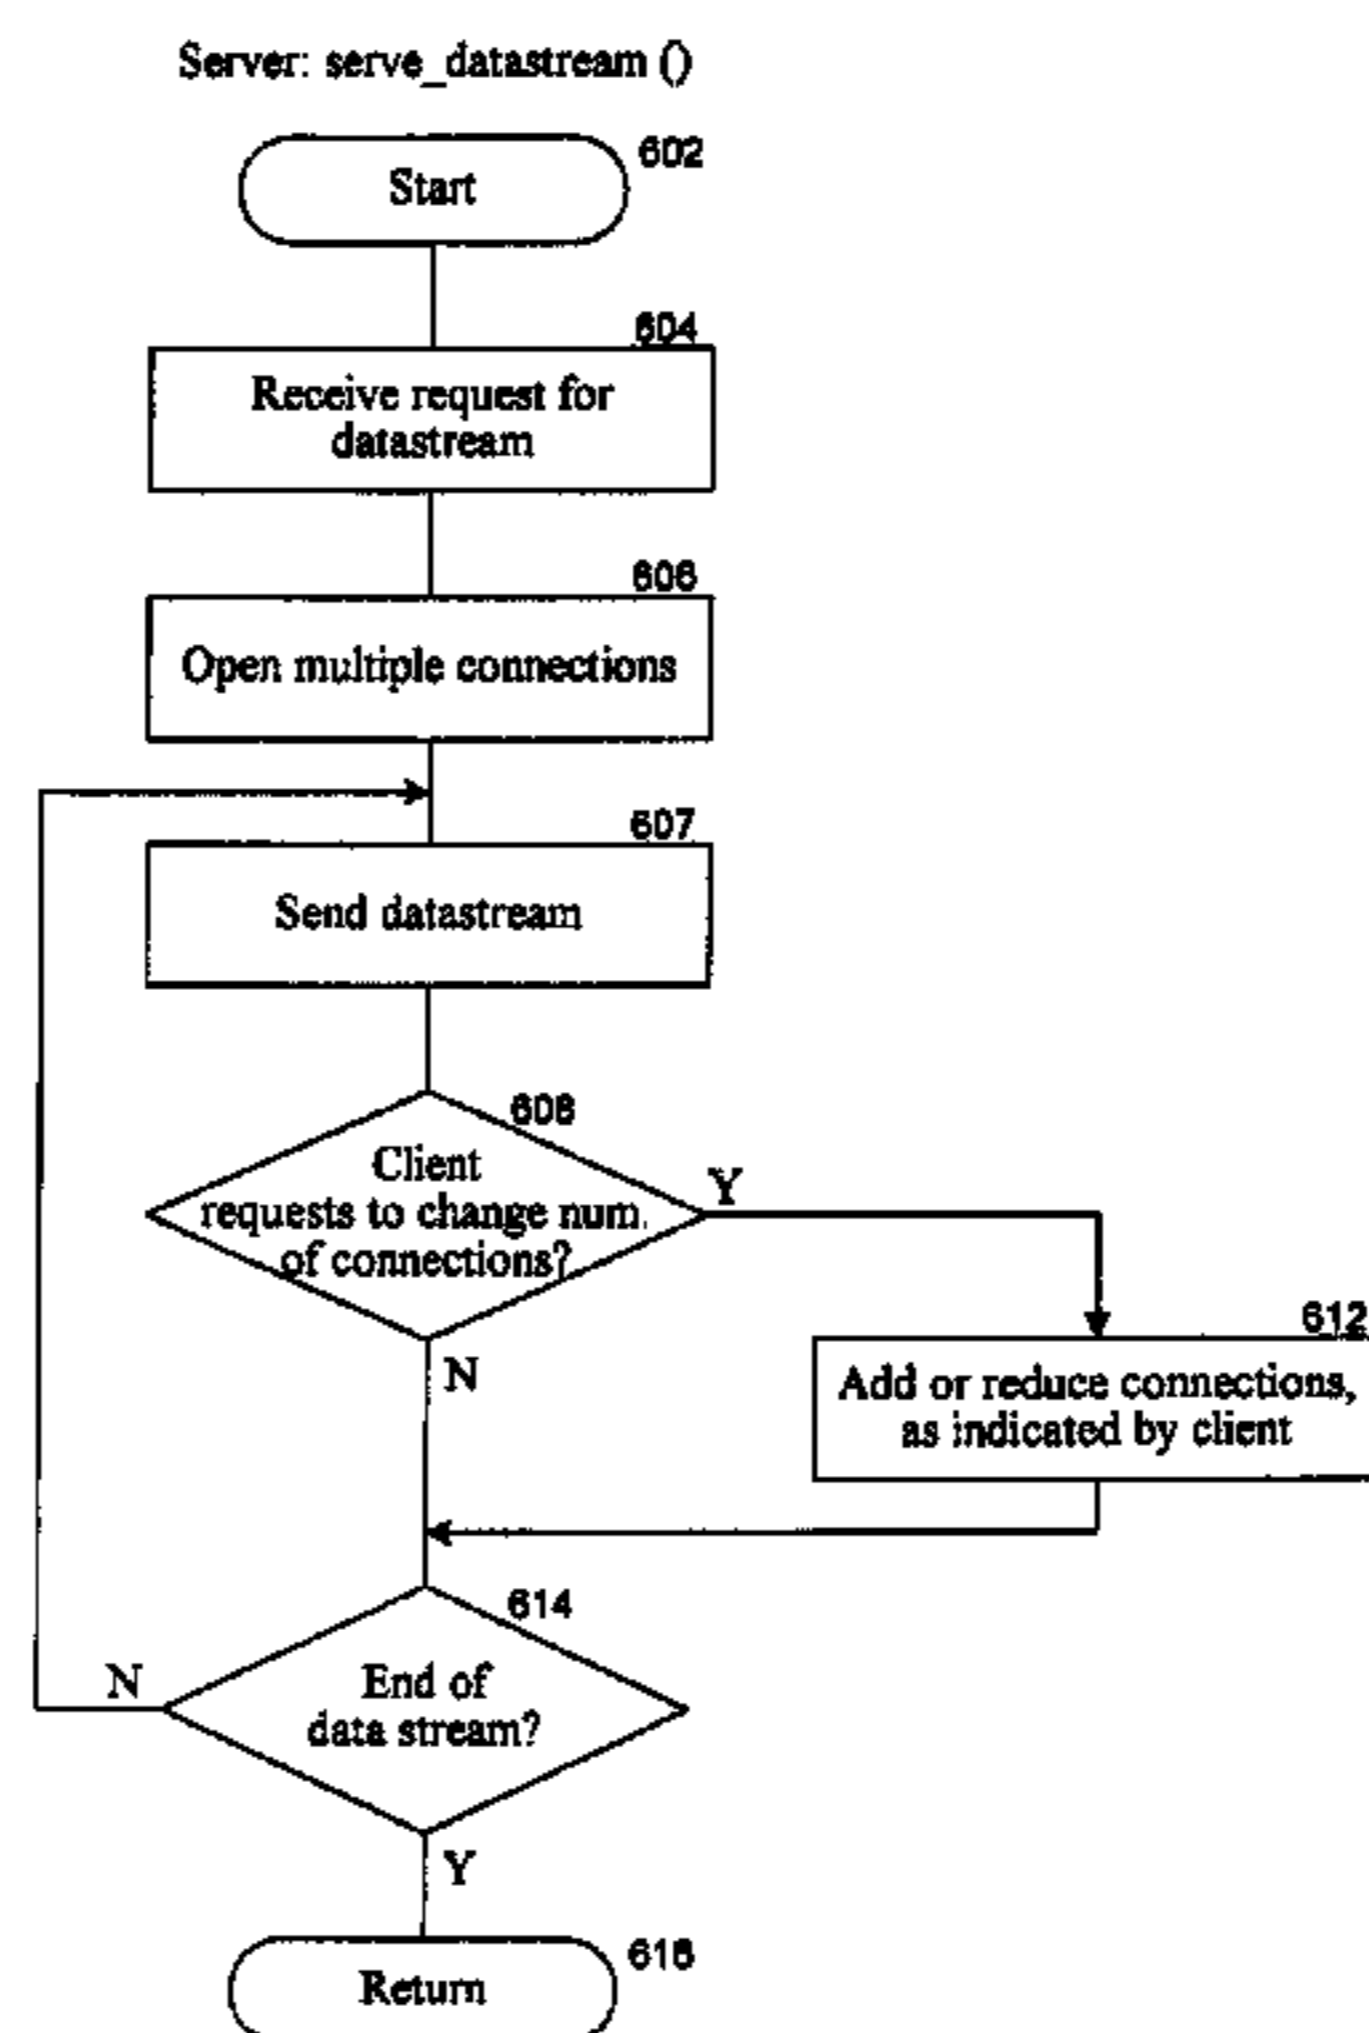 Server: serve_datastream ()
602
Start
604
Receive request for
datastream
606
Open multiple connections
607
Send datastream
608
Client
requests to change num.
of connections?
Y
N
612
Add or reduce connections,
as indicated by client
614
End of
data stream?
N
Y
Return